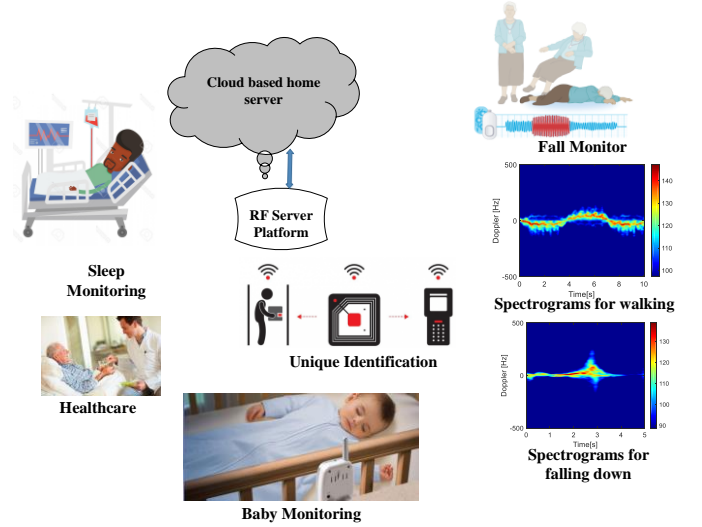 Cloud based home
server
RF Server
Platform
Sleep
Monitoring
Healthcare
Unique Identification
Baby Monitoring
Fall Monitor
500
0
-500
Doppler [Hz]
0 2 4 6 8 10
Time[s]
140
130
120
110
100
Spectrograms for walking
500
0
-500
Doppler [Hz]
0 1 2 3 4 5
Time[s]
130
120
110
100
90
Spectrograms for
falling down